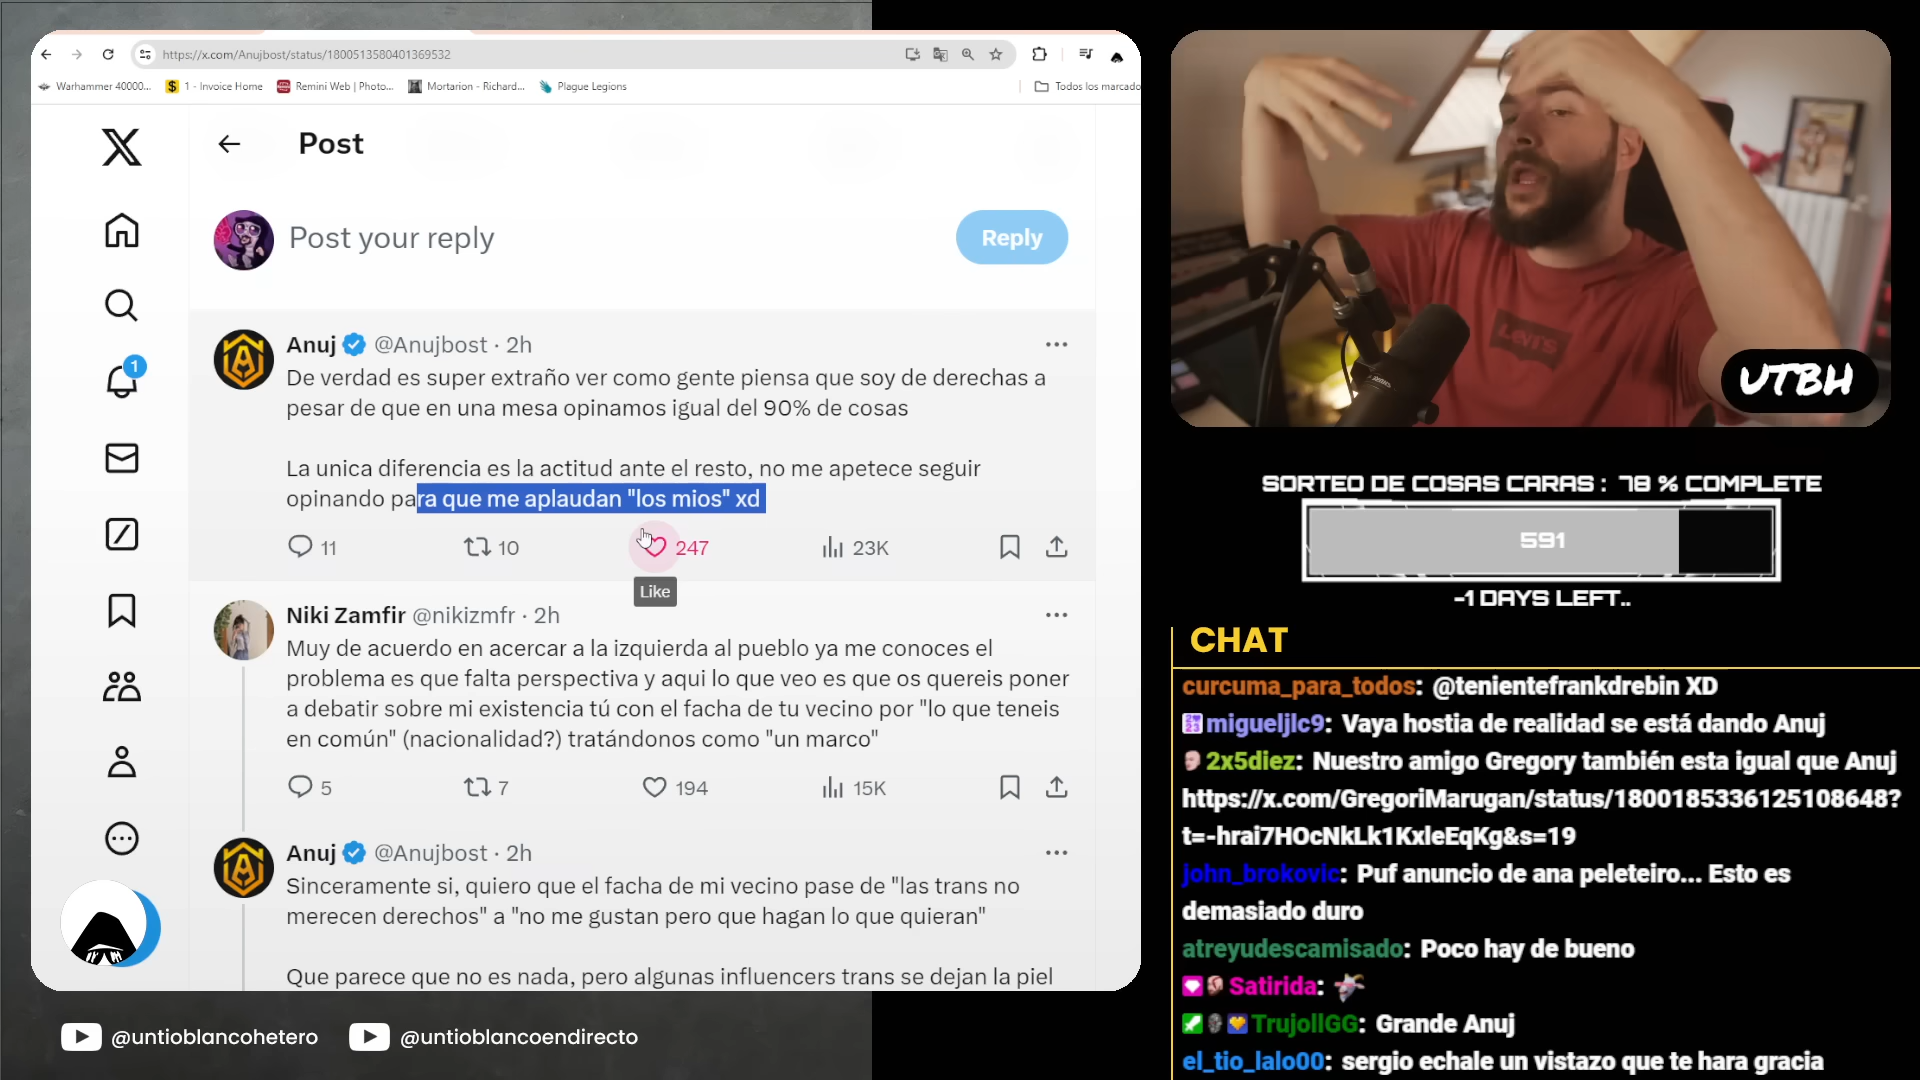 https://x.com/Anujbost/status/1800513580401369532
Warhammer 40000...
1 - Invoice Home
Remini Web | Photo...
Mortarion - Richard...
Plague Legions
Todos los marcado
Post
Post your reply
Reply
1
Anuj @Anujbost · 2h
De verdad es super extraño ver como gente piensa que soy de derechas a
pesar de que en una mesa opinamos igual del 90% de cosas
La unica diferencia es la actitud ante el resto, no me apetece seguir
opinando para que me aplaudan "los mios" xd
11
10
247
23K
Like
Niki Zamfir @nikizmfr · 2h
Muy de acuerdo en acercar a la izquierda al pueblo ya me conoces el
problema es que falta perspectiva y aqui lo que veo es que os quereis poner
a debatir sobre mi existencia tú con el facha de tu vecino por "lo que teneis
en común" (nacionalidad?) tratándonos como "un marco"
5
7
194
15K
Anuj @Anujbost · 2h
Sinceramente si, quiero que el facha de mi vecino pase de "las trans no
merecen derechos" a "no me gustan pero que hagan lo que quieran"
Que parece que no es nada, pero algunas influencers trans se dejan la piel
@untioblancohetero
@untioblancoendirecto
Levi's
UTBH
SORTEO DE COSAS CARAS : 78 % COMPLETE
591
-1 DAYS LEFT..
CHAT
curcuma_para_todos: @tenientefrankdrebin XD
migueljlc9: Vaya hostia de realidad se está dando Anuj
2x5diez: Nuestro amigo Gregory también esta igual que Anuj
https://x.com/GregoriMarugan/status/1800185336125108648?
t=-hrai7HOcNkLk1KxleEqKg&s=19
john_brokovic: Puf anuncio de ana peleteiro... Esto es
demasiado duro
atreyudescamisado: Poco hay de bueno
Satirida:
TrujollGG: Grande Anuj
el_tio_lalo00: sergio echale un vistazo que te hara gracia